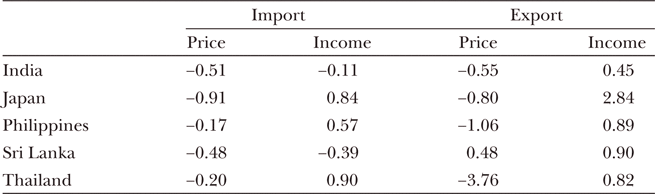 Import Export
Price Income Price Income
India –0.51 –0.11 –0.55 0.45
Japan –0.91 0.84 –0.80 2.84
Philippines –0.17 0.57 –1.06 0.89
Sri Lanka –0.48 –0.39 0.48 0.90
Thailand –0.20 0.90 –3.76 0.82